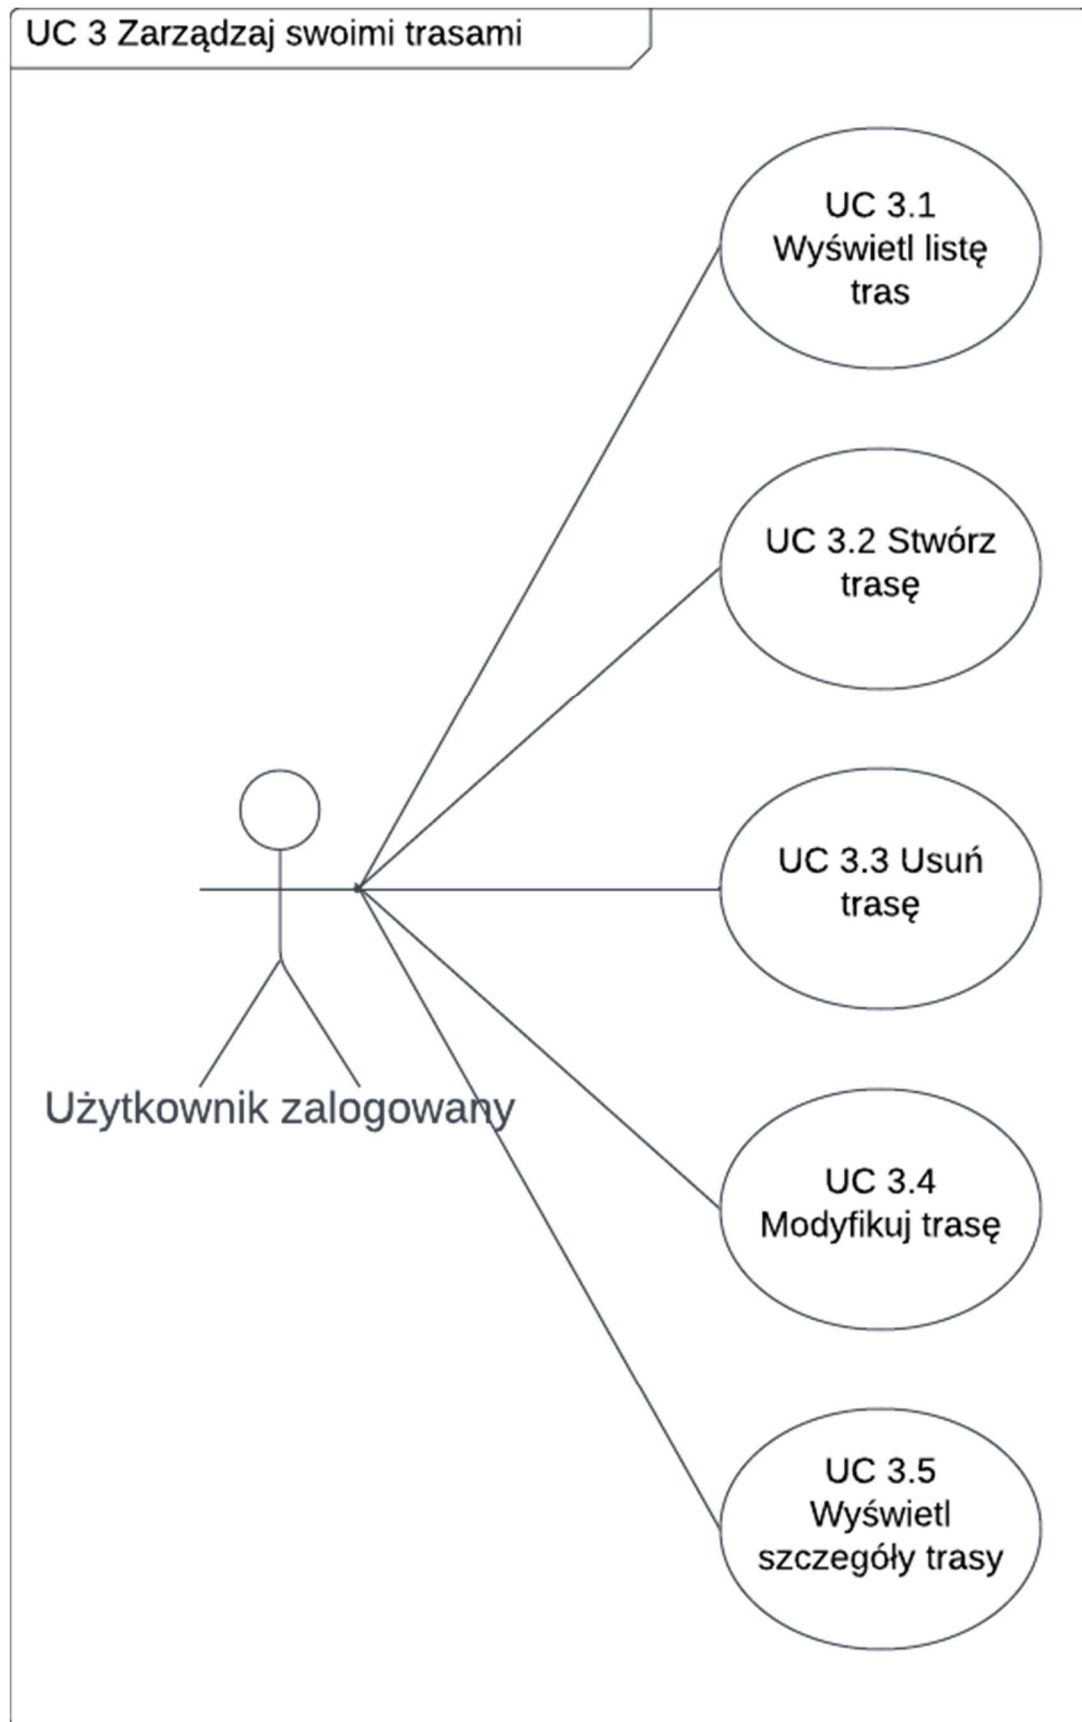 UC 3 Zarządzaj swoimi trasami
UC 3.1
Wyświetl listę
tras
UC 3.2 Stwórz
trasę
UC 3.3 Usuń
trasę
Użytkownik zalogowany
UC 3.4
Modyfikuj trasę
UC 3.5
Wyświetl
szczegóły trasy